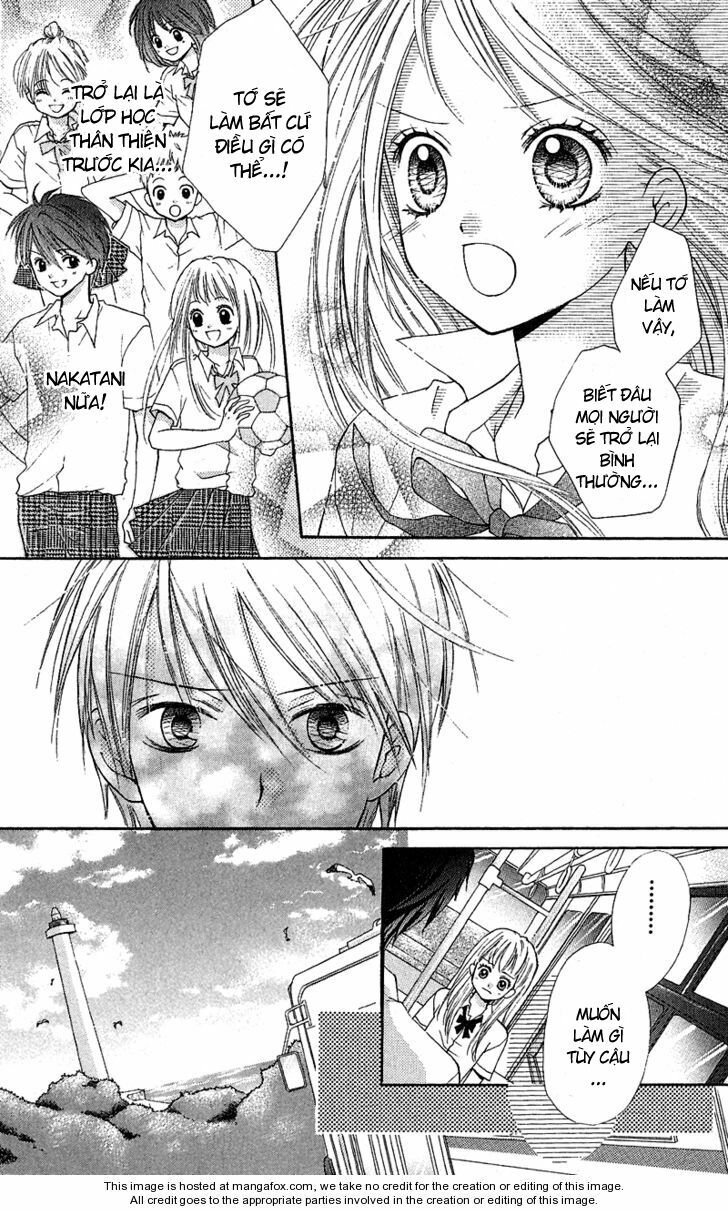 NẾU TỚ
LÀM
VẬY,
BIẾT ĐÂU
MỌI NGƯỜI
SẼ TRỞ LẠI
BÌNH
THƯỜNG...
TỚ SẼ
LÀM BẤT CỨ
ĐIỀU GÌ CÓ
THỂ...!
TRỞ LẠI LÀ
LỚP HỌC
THÂN THIỆN
TRƯỚC KIA...
NAKATANI
NỮA!
........
MUỐN
LÀM GÌ
TÙY CẬU
...
This image is hosted at mangafox.com, we take no credit for the creation or editing of this image.
All credit goes to the appropriate parties involved in the creation or editing of this image.